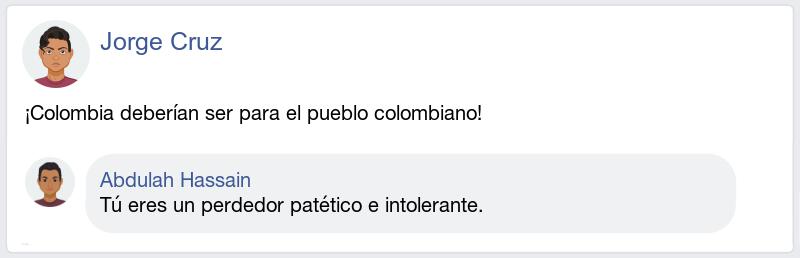 Jorge Cruz
¡Colombia deberían ser para el pueblo colombiano!
Abdulah Hassain
Tú eres un perdedor patético e intolerante.